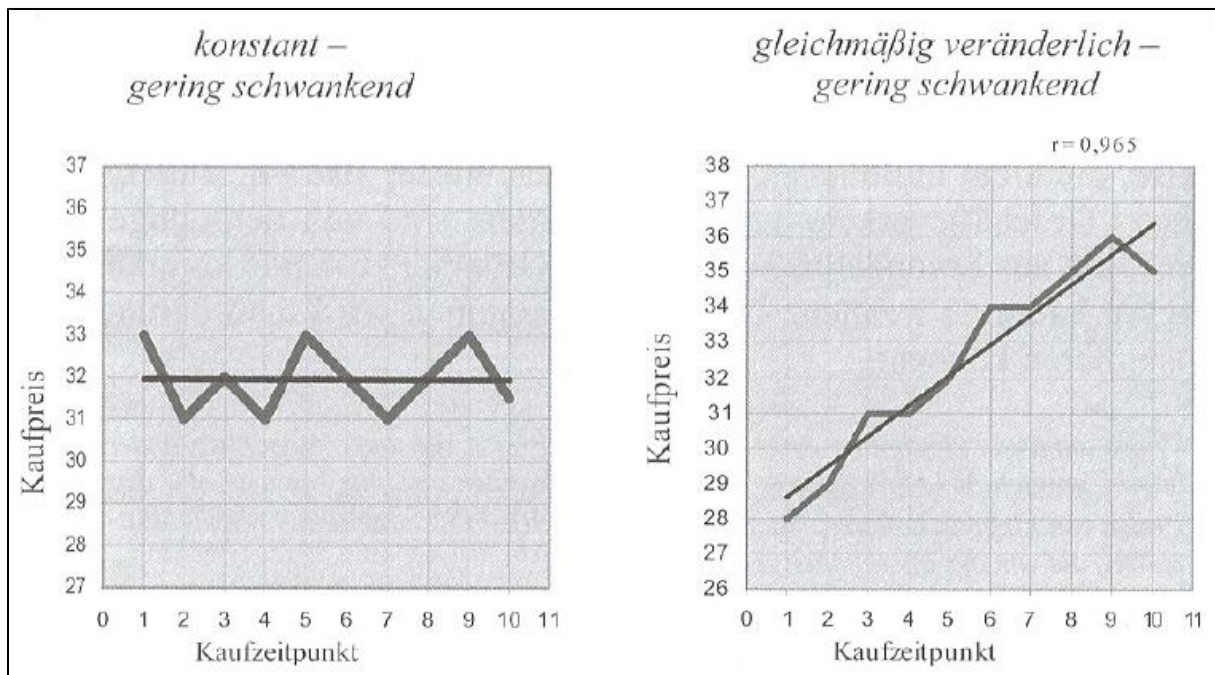 konstant –
gering schwankend
37
36
35
34
33
32
31
30
29
28
27
Kaufpreis
0 1 2 3 4 5 6 7 8 9 10 11
Kaufzeitpunkt
gleichmäßig veränderlich –
gering schwankend
r = 0,965
38
37
36
35
34
33
32
31
30
29
28
27
26
Kaufpreis
0 1 2 3 4 5 6 7 8 9 10 11
Kaufzeitpunkt